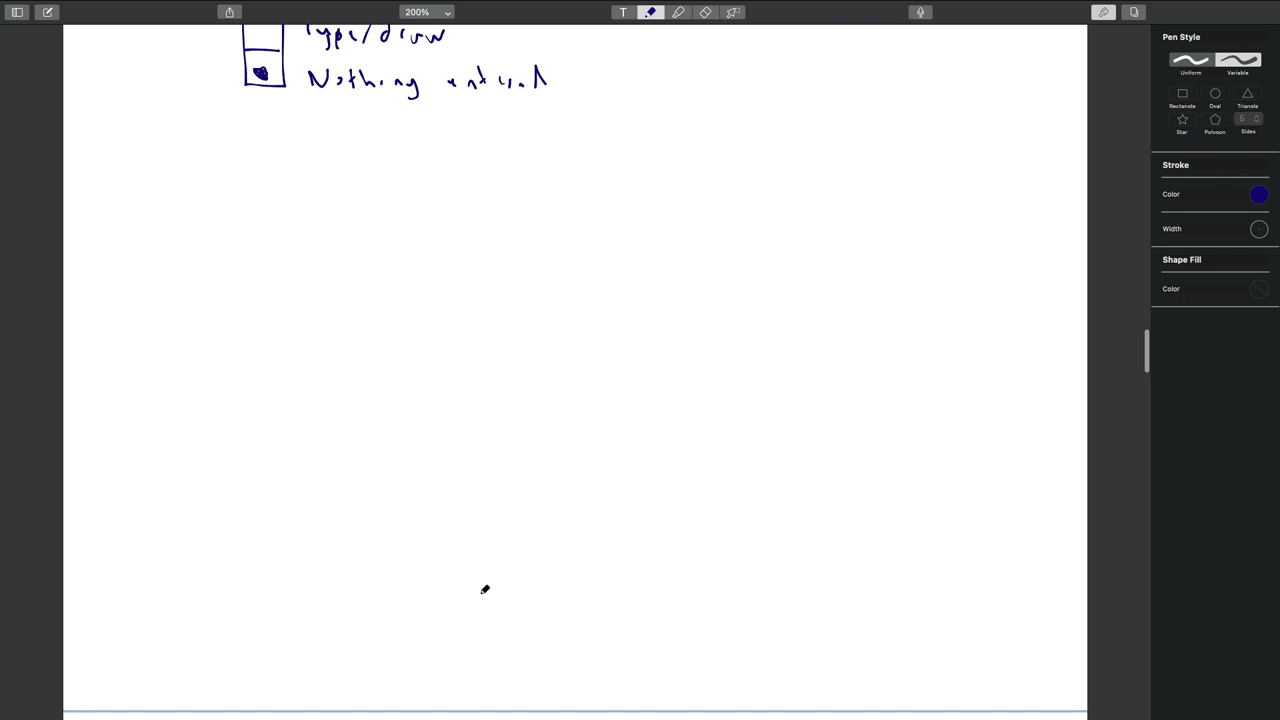 200%
T
Pen Style
Uniform Variable
Rectangle Oval Triangle
5
Star Polygon Sides
Stroke
Color
Width
Shape Fill
Color
Type/draw
Nothing